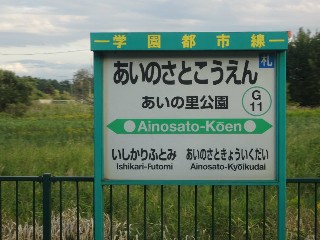 学園都市線
札
あいのさとこうえん
あいの里公園
G
11
Ainosato-Kōen
いしかりふとみ
あいのさときょういくだい
Ishikari-Futomi
Ainosato-Kyōikudai